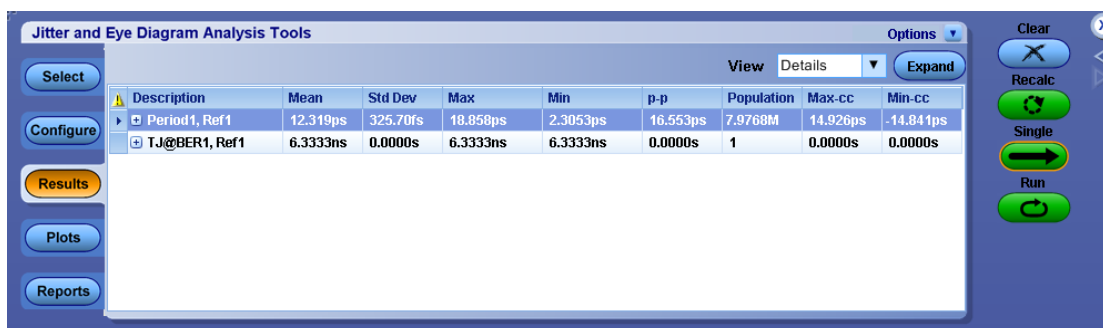 Jitter and Eye Diagram Analysis Tools
Options
Clear
View Details Expand
Select
Recalc
Description Mean Std Dev Max Min p-p Population Max-cc Min-cc
Period1, Ref1 12.319ps 325.70fs 18.858ps 2.3053ps 16.553ps 7.9768M 14.926ps -14.841ps
Configure
TJ@BER1, Ref1 6.3333ns 0.0000s 6.3333ns 6.3333ns 0.0000s 1 0.0000s 0.0000s
Single
Results
Run
Plots
Reports